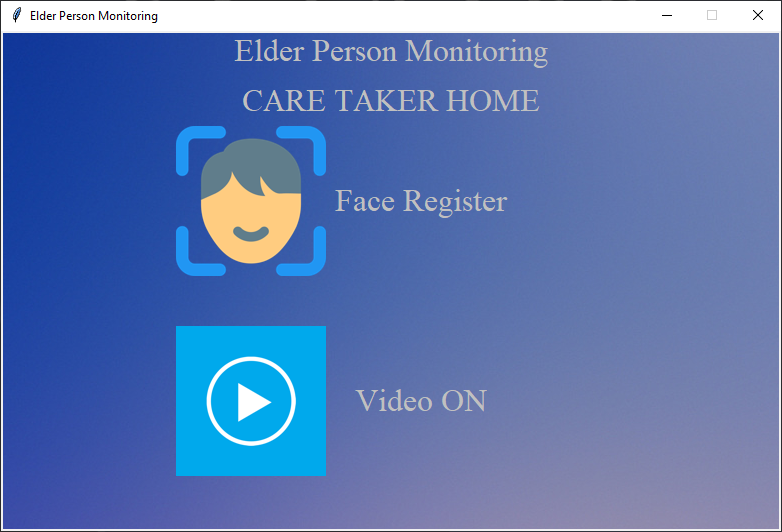 Elder Person Monitoring
Elder Person Monitoring
CARE TAKER HOME
Face Register
Video ON